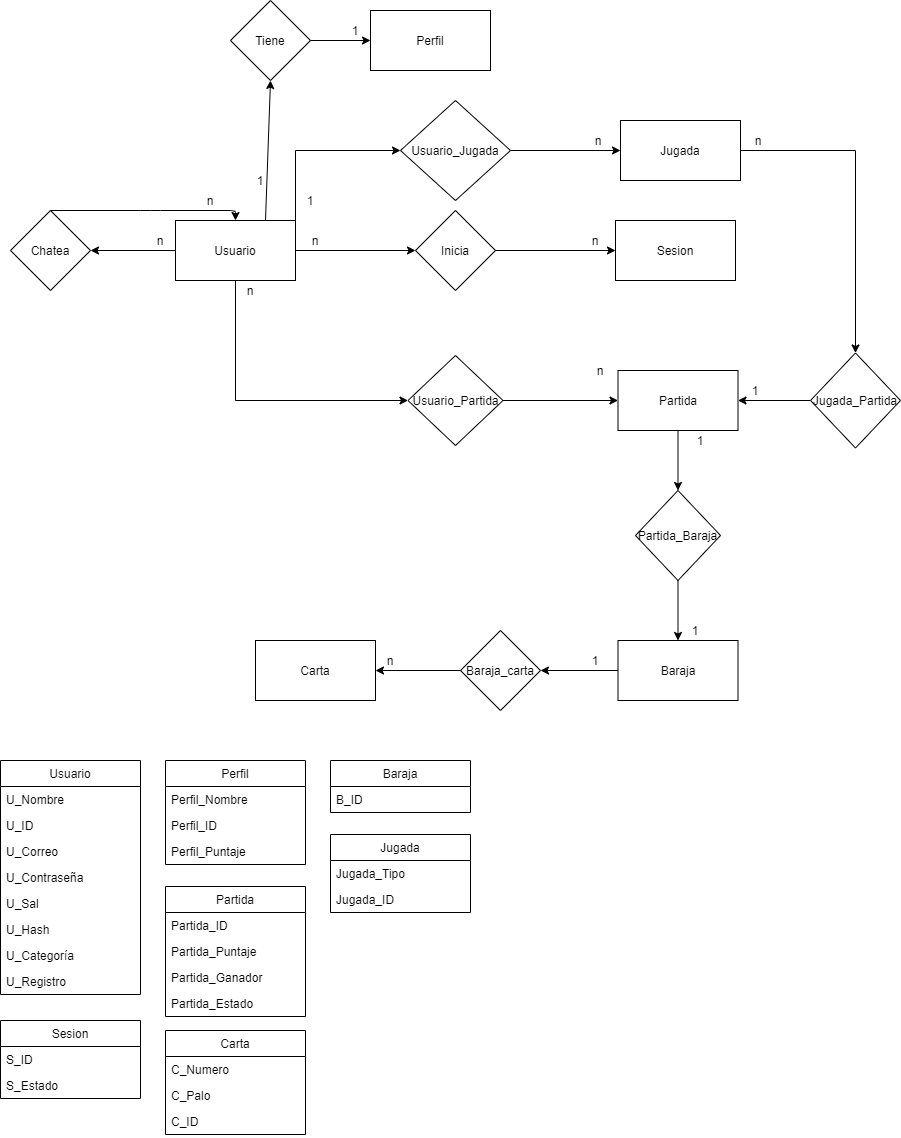 Tiene
1
Perfil
1
Usuario_Jugada
n
Jugada
n
n
1
Chatea
n
Usuario
n
Inicia
n
Sesion
n
n
1
Usuario_Partida
Partida
Jugada_Partida
1
Partida_Baraja
1
Carta
n
Baraja_carta
1
Baraja
Usuario
U_Nombre
U_ID
U_Correo
U_Contraseña
U_Sal
U_Hash
U_Categoría
U_Registro
Sesion
S_ID
S_Estado
Perfil
Perfil_Nombre
Perfil_ID
Perfil_Puntaje
Partida
Partida_ID
Partida_Puntaje
Partida_Ganador
Partida_Estado
Carta
C_Numero
C_Palo
C_ID
Baraja
B_ID
Jugada
Jugada_Tipo
Jugada_ID